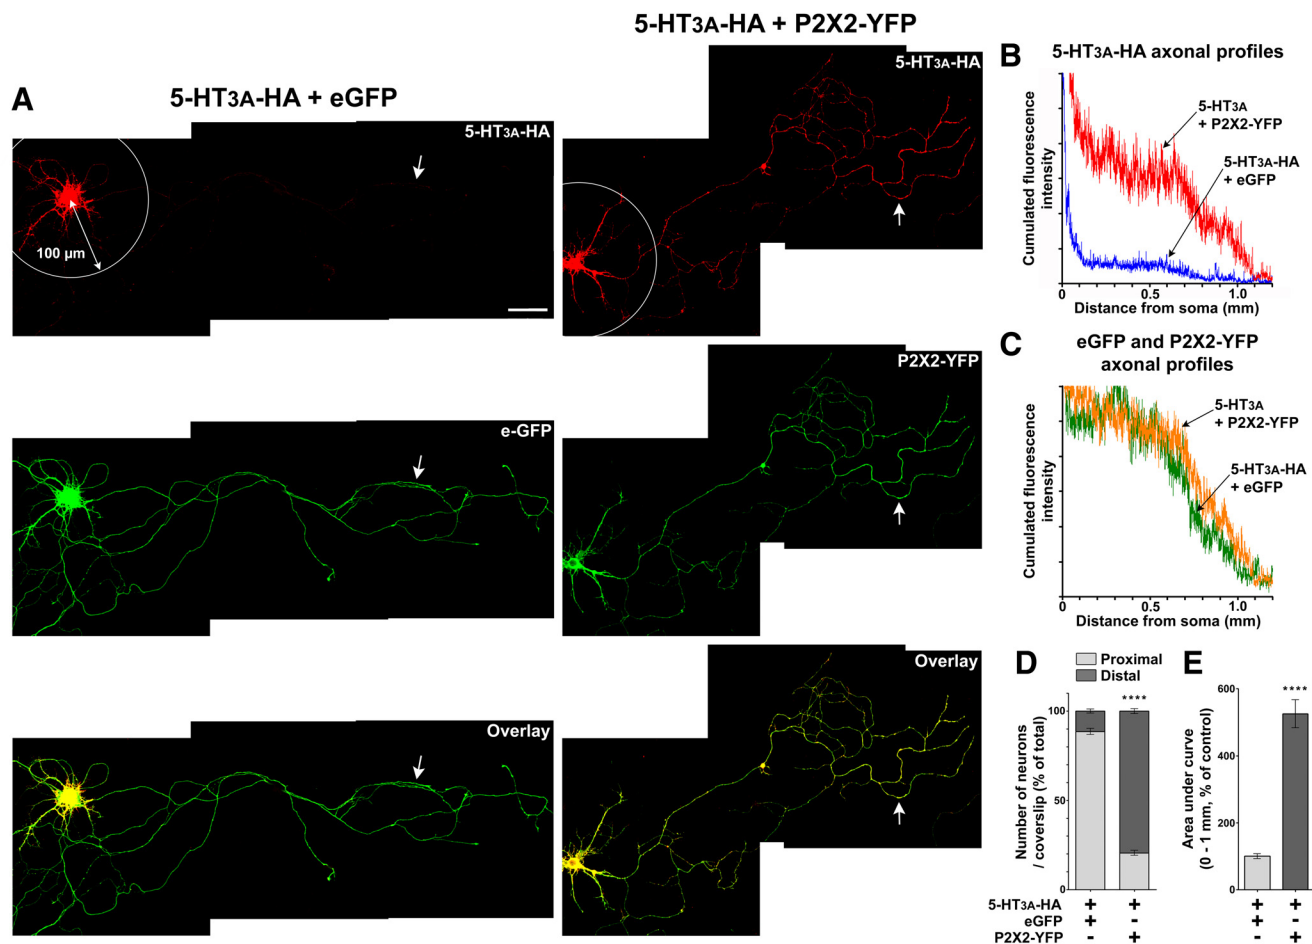 A
5-HT3A-HA + eGFP
5-HT3A-HA
100 µm
e-GFP
Overlay
5-HT3A-HA + P2X2-YFP
5-HT3A-HA
P2X2-YFP
Overlay
B
5-HT3A-HA axonal profiles
Cumulated fluorescence
intensity
5-HT3A
+ P2X2-YFP
5-HT3A-HA
+ eGFP
0
0.5
1.0
Distance from soma (mm)
C
eGFP and P2X2-YFP
axonal profiles
Cumulated fluorescence
intensity
5-HT3A
+ P2X2-YFP
5-HT3A-HA
+ eGFP
0
0.5
1.0
Distance from soma (mm)
D
Proximal
Distal
Number of neurons
/ coverslip (% of total)
100
50
0
****
E
Area under curve
(0 - 1 mm, % of control)
600
400
200
0
****
5-HT3A-HA + + + +
eGFP + - + -
P2X2-YFP - + - +